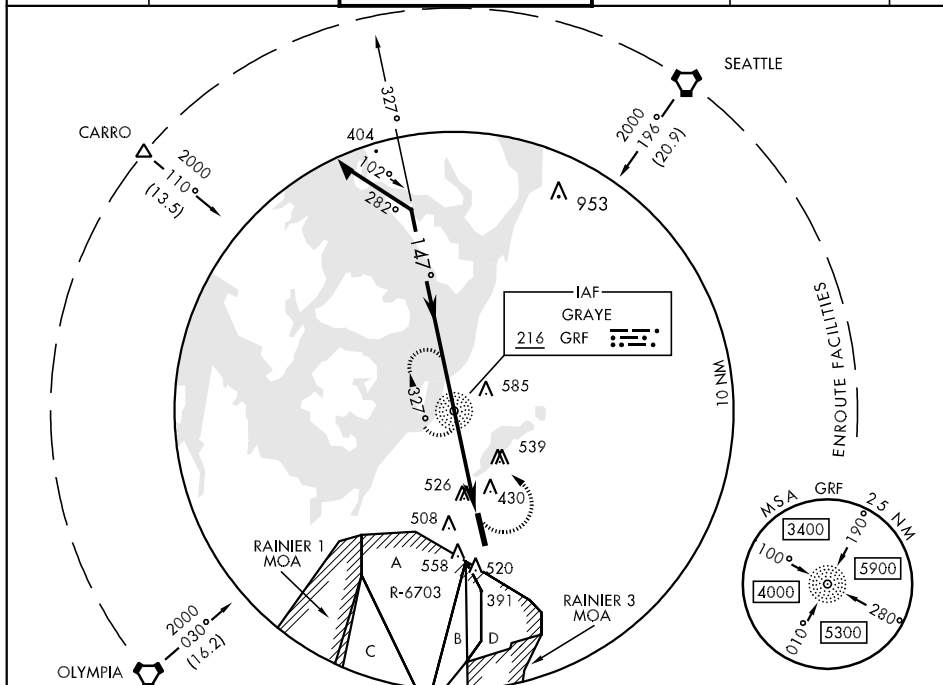 SEATTLE
2000
196°
(20.9)
327°
CARRO
2000
110°
(13.5)
404
102°
282°
953
147°
IAF
GRAYE
216 GRF
10 NM
ENROUTE FACILITIES
327°
585
539
526
430
508
558
520
A
R-6703
391
B
D
C
RAINIER 1
MOA
RAINIER 3
MOA
2000
030°
(16.2)
OLYMPIA
MSA GRF 25 NM
3400
190°
100°
5900
4000
280°
010°
5300